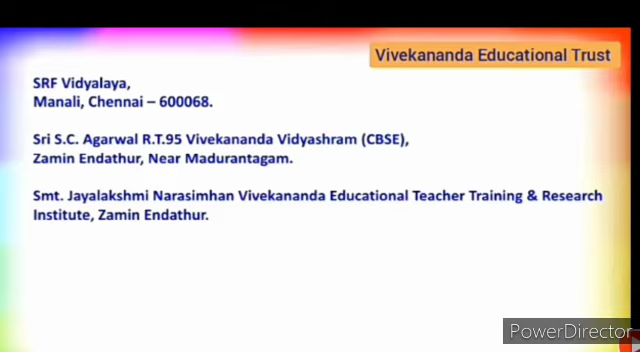 Vivekananda Educational Trust
SRF Vidyalaya,
Manali, Chennai – 600068.
Sri S.C. Agarwal R.T.95 Vivekananda Vidyashram (CBSE),
Zamin Endathur, Near Madurantagam.
Smt. Jayalakshmi Narasimhan Vivekananda Educational Teacher Training & Research
Institute, Zamin Endathur.
PowerDirector